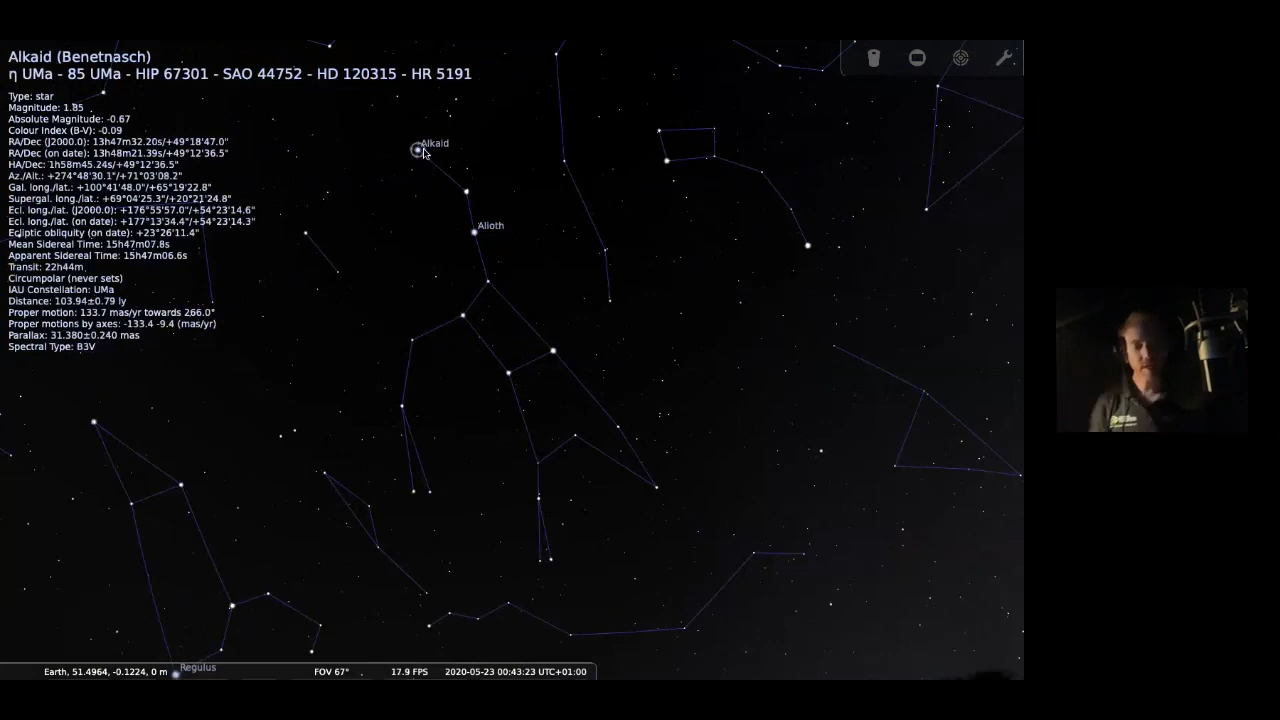 Alkaid (Benetnasch)
η UMa - 85 UMa - HIP 67301 - SAO 44752 - HD 120315 - HR 5191
Type: star
Magnitude: 1.85
Absolute Magnitude: -0.67
Colour Index (B-V): -0.09
RA/Dec (J2000.0): 13h47m32.20s/+49°18'47.0"
RA/Dec (on date): 13h48m21.39s/+49°12'36.5"
HA/Dec: 1h58m45.24s/+49°12'36.5"
Az./Alt.: +274°48'30.1"/+71°03'08.2"
Gal. long./lat.: +100°41'48.0"/+65°19'22.8"
Supergal. long./lat.: +69°04'25.3"/+20°21'24.8"
Ecl. long./lat. (J2000.0): +176°55'57.0"/+54°23'14.6"
Ecl. long./lat. (on date): +177°13'34.4"/+54°23'14.3"
Ecliptic obliquity (on date): +23°26'11.4"
Mean Sidereal Time: 15h47m07.8s
Apparent Sidereal Time: 15h47m06.6s
Transit: 22h44m
Circumpolar (never sets)
IAU Constellation: UMa
Distance: 103.94±0.79 ly
Proper motion: 133.7 mas/yr towards 266.0°
Proper motions by axes: -133.4 -9.4 (mas/yr)
Parallax: 31.380±0.240 mas
Spectral Type: B3V
Alkaid
Alioth
Regulus
Earth, 51.4964, -0.1224, 0 m FOV 67° 17.9 FPS 2020-05-23 00:43:23 UTC+01:00